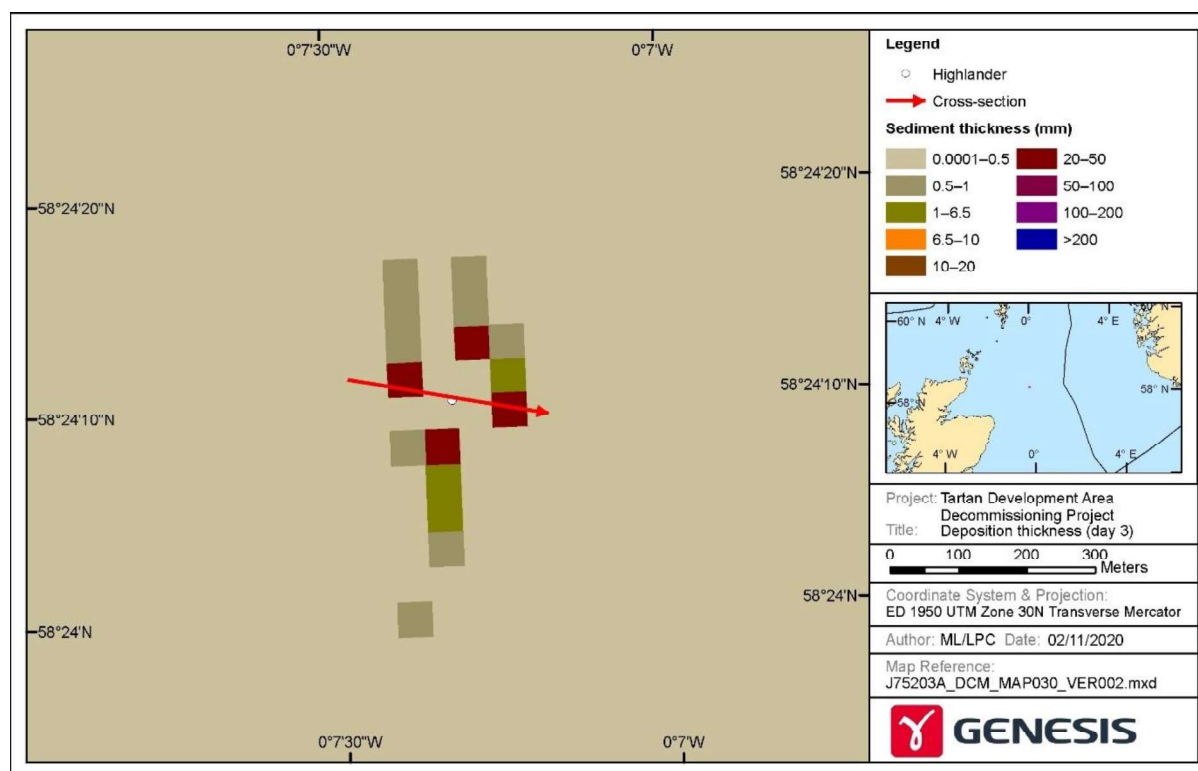 0°7'30"W
0°7'W
58°24'20"N
58°24'20"N
58°24'10"N
58°24'10"N
58°24'N
58°24'N
0°7'30"W
0°7'W
Legend
Highlander
Cross-section
Sediment thickness (mm)
0.0001–0.5
20–50
0.5–1
50–100
1–6.5
100–200
6.5–10
>200
10–20
60° N
4° W
0°
4° E
58° N
58° N
4° W
0°
4° E
Project: Tartan Development Area
Decommissioning Project
Title: Deposition thickness (day 3)
0 100 200 300
Meters
Coordinate System & Projection:
ED 1950 UTM Zone 30N Transverse Mercator
Author: ML/LPC Date: 02/11/2020
Map Reference:
J75203A_DCM_MAP030_VER002.mxd
GENESIS